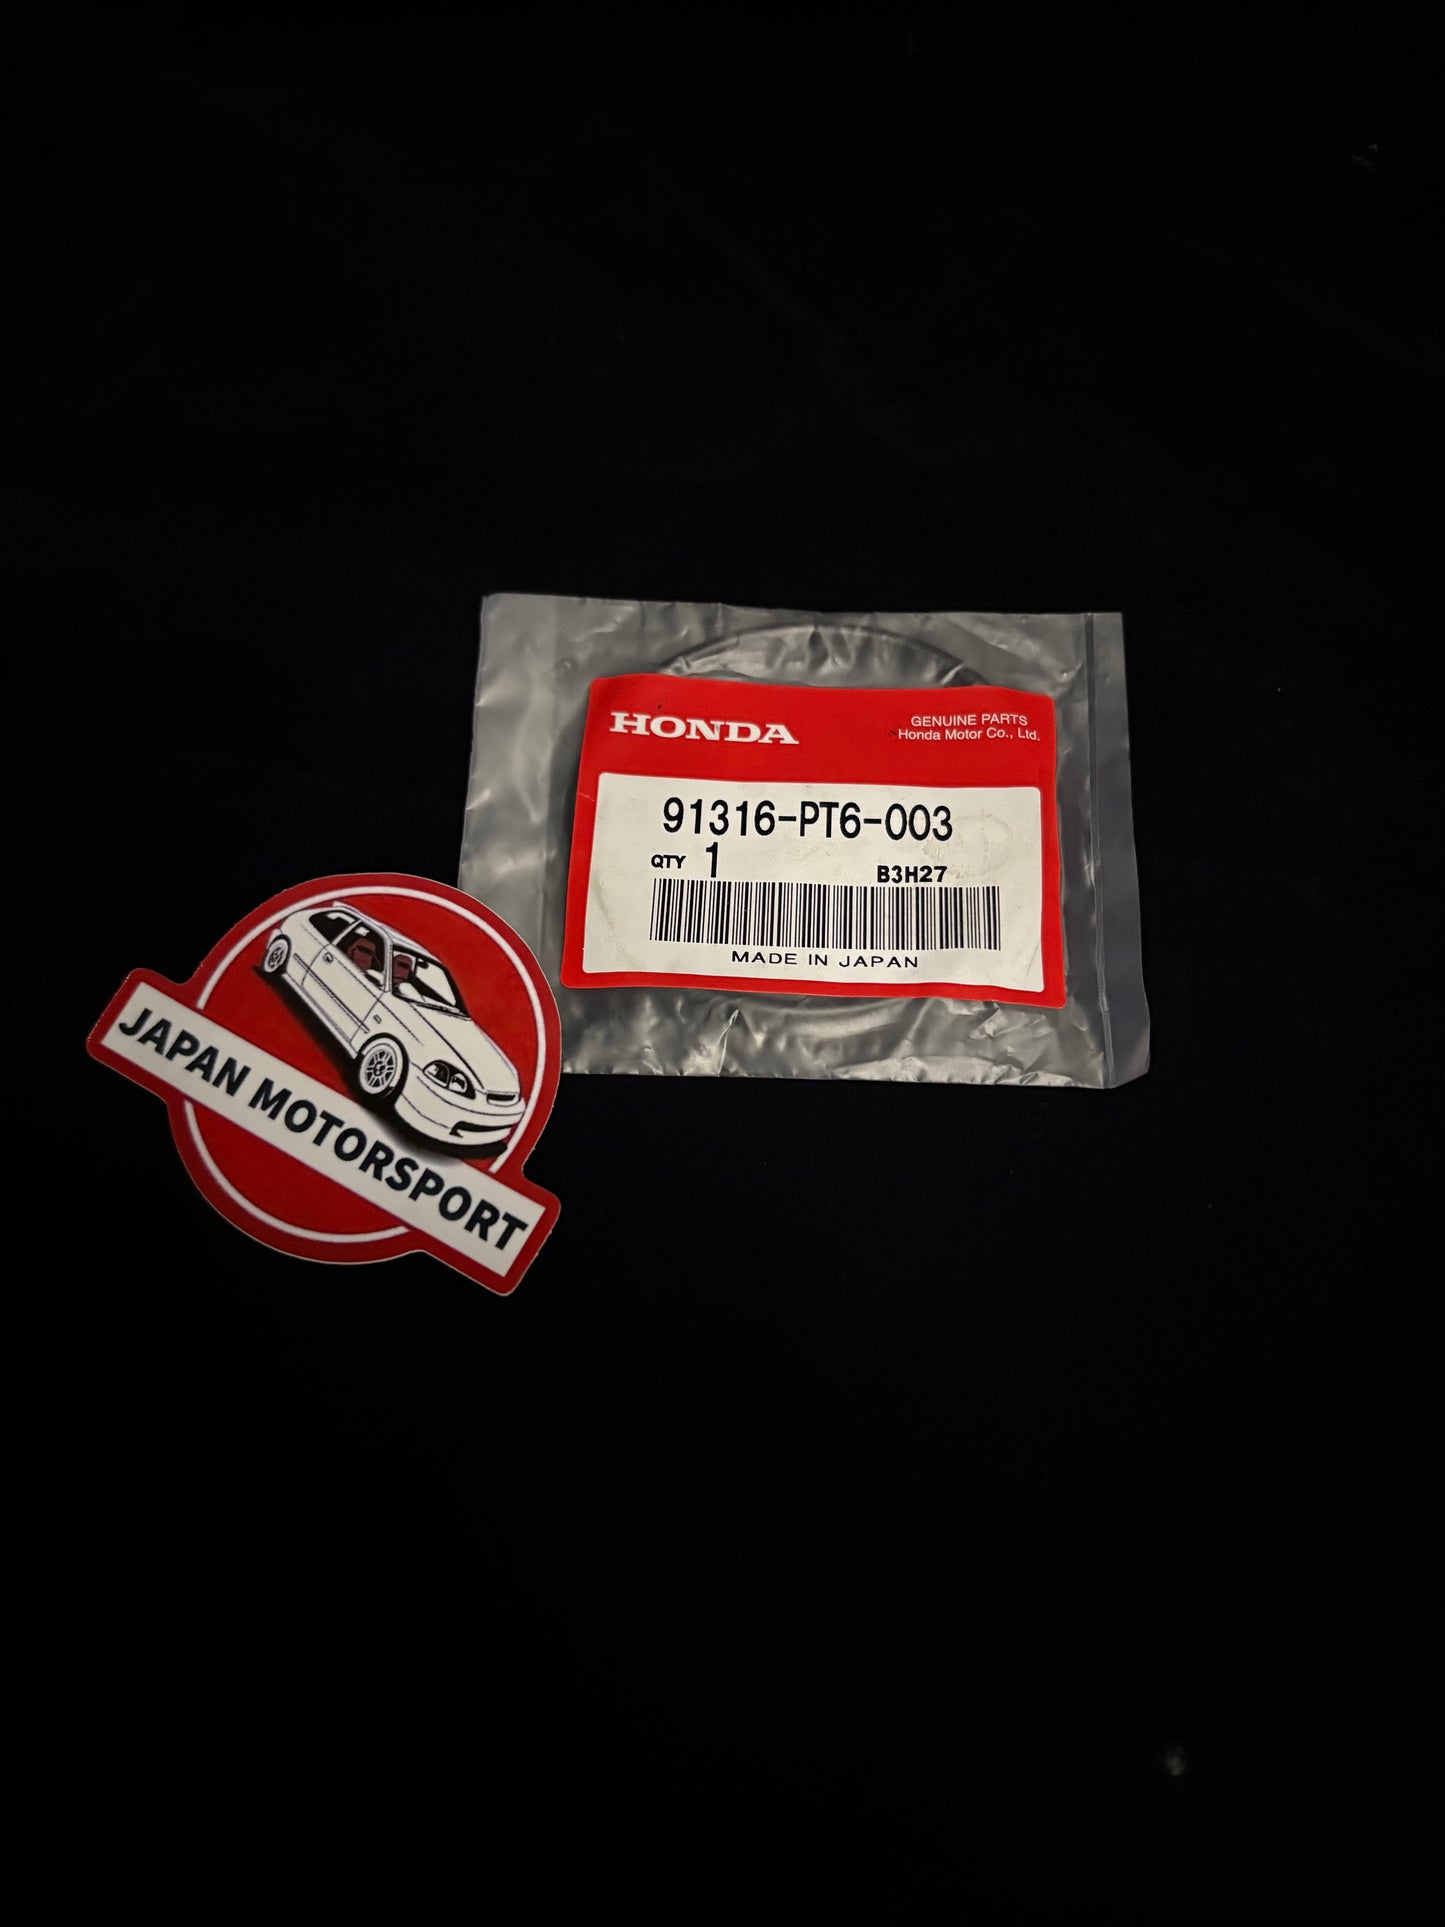 HONDA
GENUINE PARTS
Honda Motor Co., Ltd.
91316-PT6-003
QTY 1
B3H27
MADE IN JAPAN
JAPAN MOTORSPORT